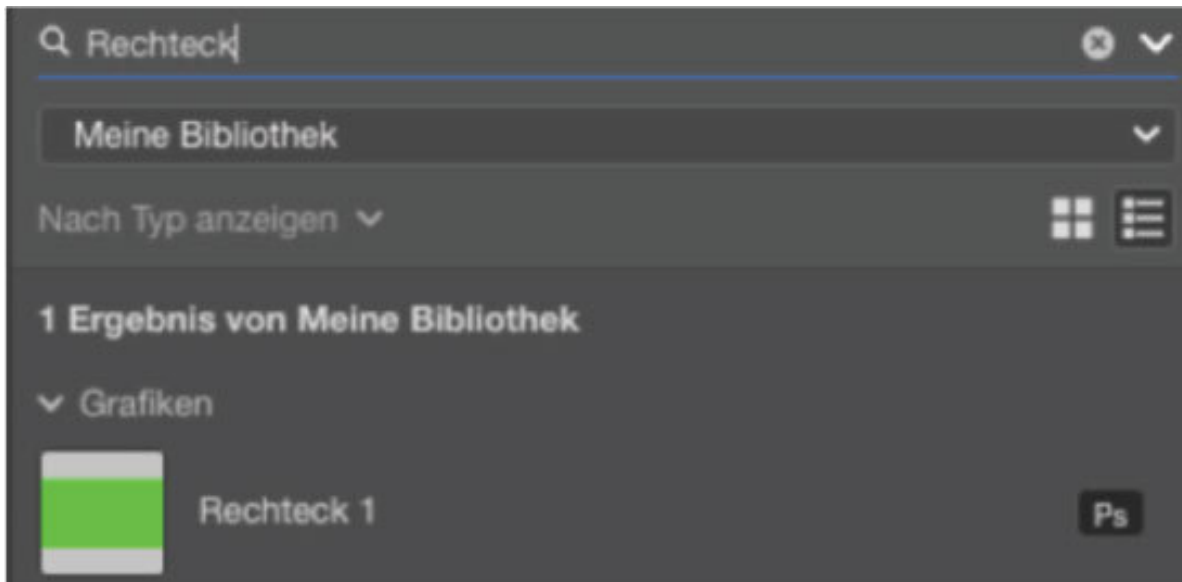 Rechteck
Meine Bibliothek
Nach Typ anzeigen
1 Ergebnis von Meine Bibliothek
Grafiken
Rechteck 1
Ps